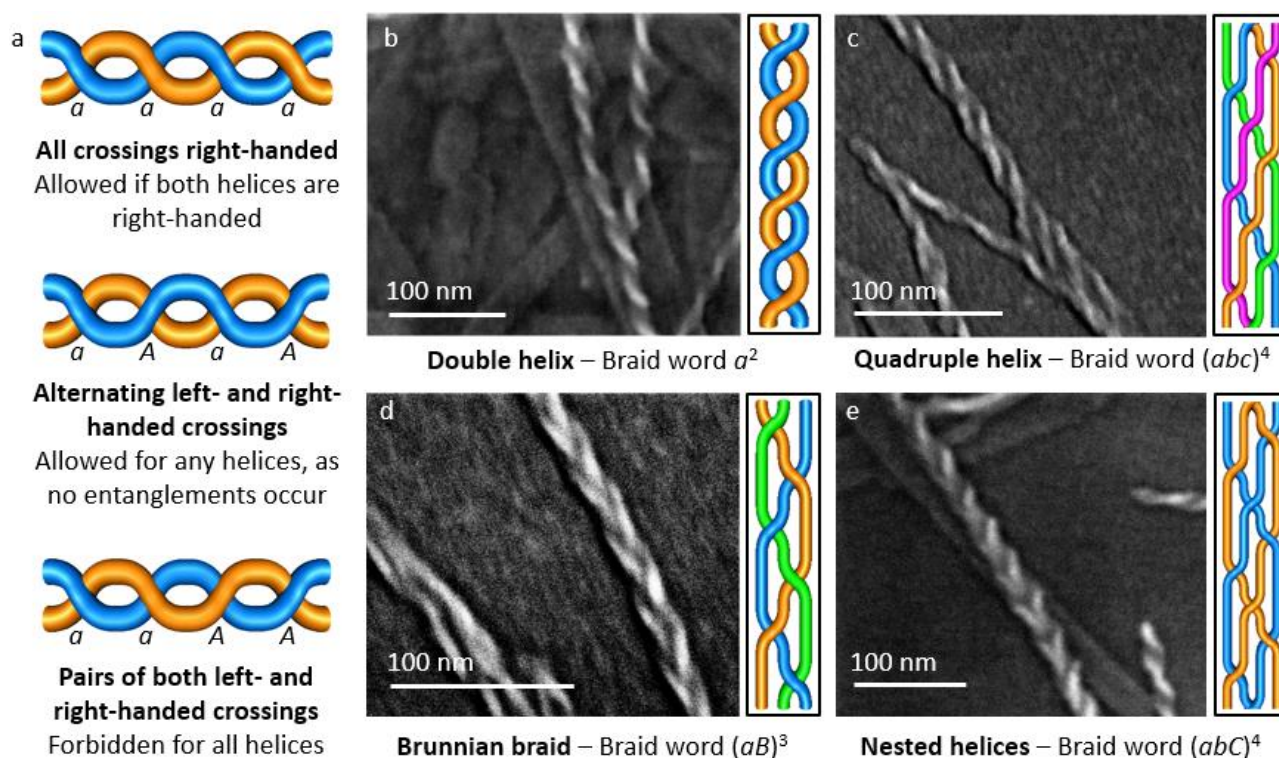 a
a a a a
All crossings right-handed
Allowed if both helices are
right-handed
a A a A
Alternating left- and right-
handed crossings
Allowed for any helices, as
no entanglements occur
a a A A
Pairs of both left- and
right-handed crossings
Forbidden for all helices
b
100 nm
Double helix – Braid word a²
c
100 nm
Quadruple helix – Braid word (abc)⁴
d
100 nm
Brunnian braid – Braid word (aB)³
e
100 nm
Nested helices – Braid word (abC)⁴